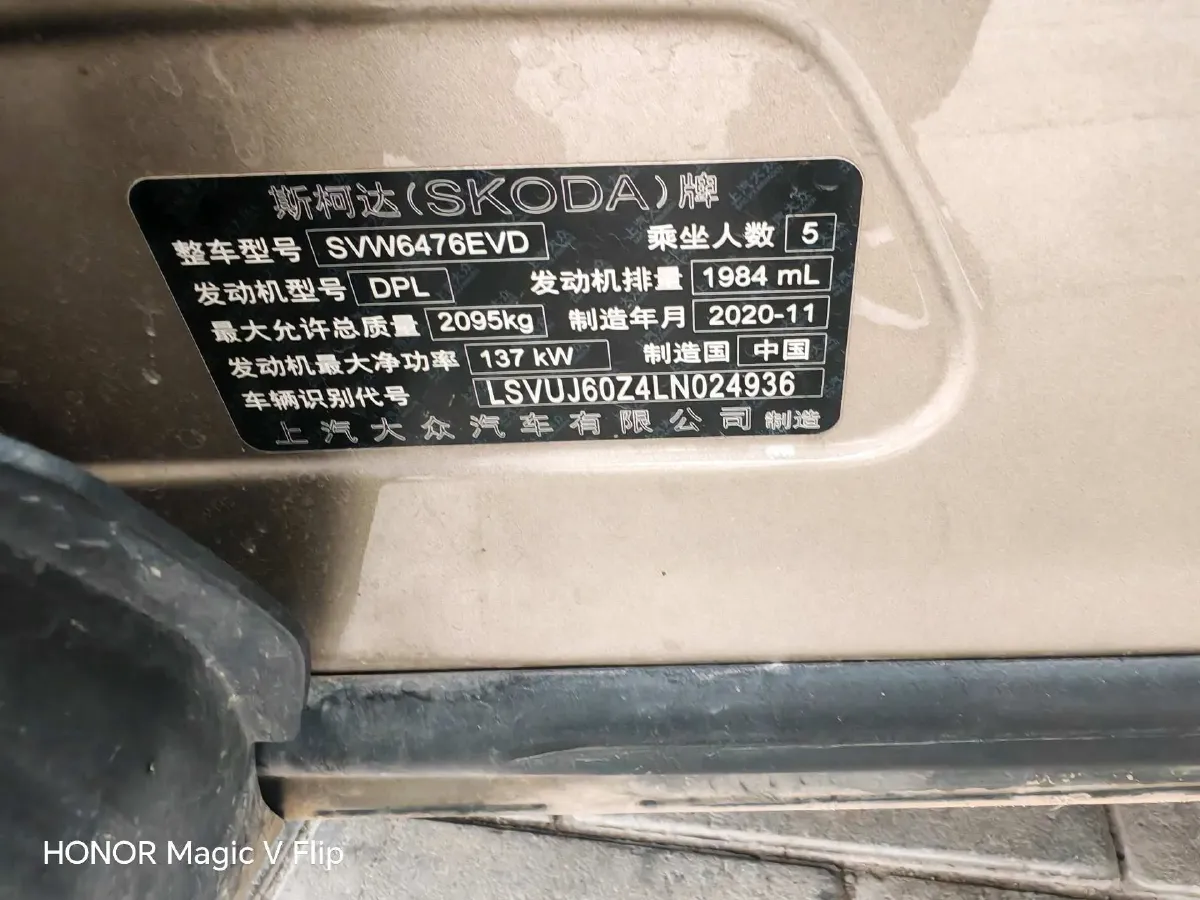 斯柯达(SKODA)牌
整车型号 SVW6476EVD 乘坐人数 5
发动机型号 DPL 发动机排量 1984 mL
最大允许总质量 2095kg 制造年月 2020-11
发动机最大净功率 137 kW 制造国 中国
车辆识别代号 LSVUJ60Z4LN024936
上汽大众汽车有限公司 制造
HONOR Magic V Flip